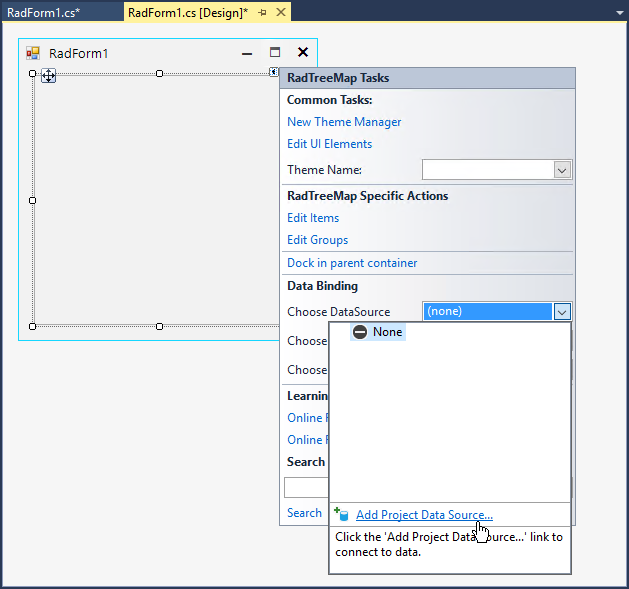 RadForm1.cs*
RadForm1.cs [Design]*
RadForm1
RadTreeMap Tasks
Common Tasks:
New Theme Manager
Edit UI Elements
Theme Name:
RadTreeMap Specific Actions
Edit Items
Edit Groups
Dock in parent container
Data Binding
Choose DataSource
(none)
None
Choose
Choose
Online
Online
Search
Search
Add Project Data Source...
Click the 'Add Project Data Source...' link to
connect to data.